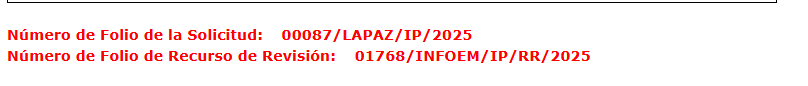 Número de Folio de la Solicitud: 00087/LAPAZ/IP/2025
Número de Folio de Recurso de Revisión: 01768/INFOEM/IP/RR/2025